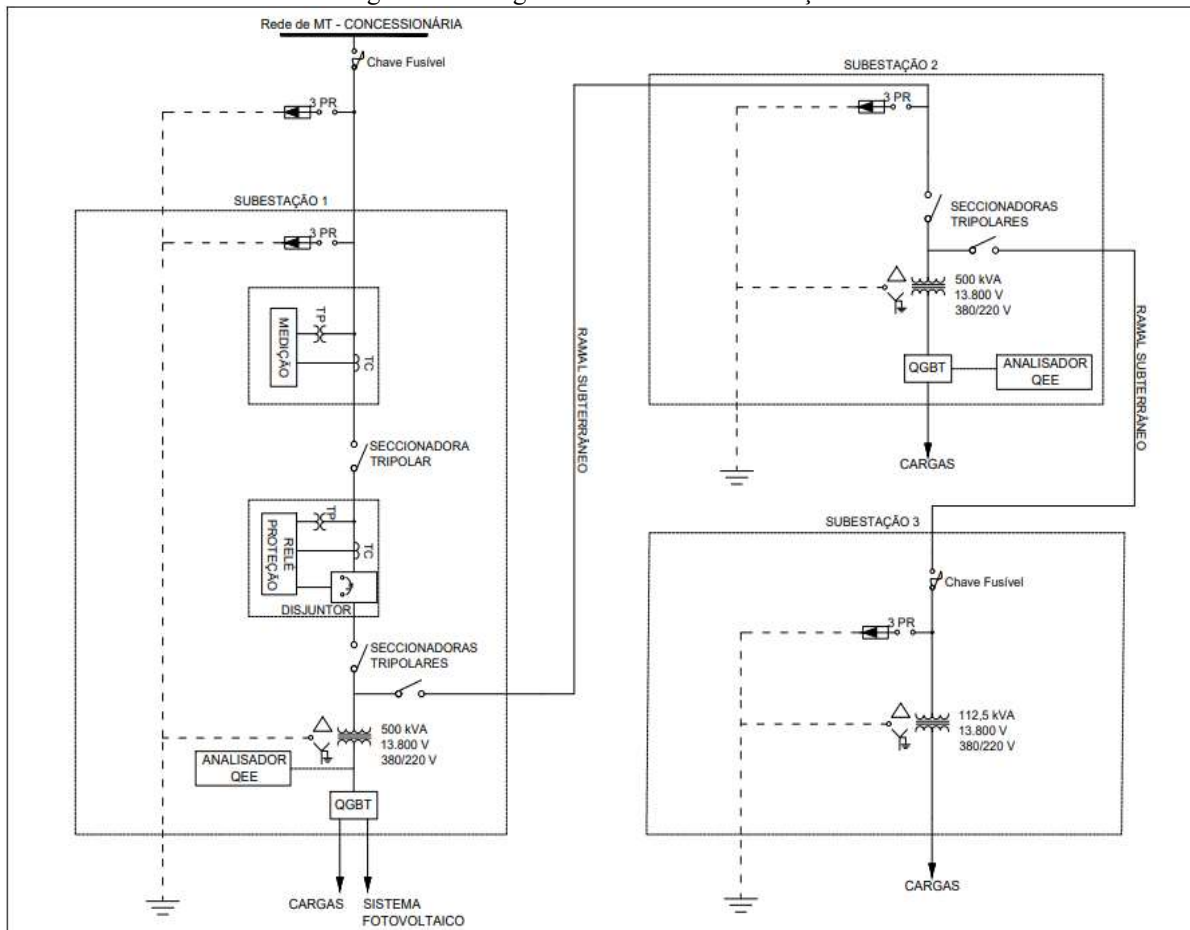 Rede de MT - CONCESSIONÁRIA
Chave Fusível
3 PR
SUBESTAÇÃO 1
3 PR
MEDIÇÃO
TP
TC
SECCIONADORA
TRIPOLAR
RELÉ
PROTEÇÃO
TP
TC
DISJUNTOR
SECCIONADORAS
TRIPOLARES
500 kVA
13.800 V
380/220 V
ANALISADOR
QEE
QGBT
CARGAS
SISTEMA
FOTOVOLTAICO
RAMAL SUBTERRÂNEO
SUBESTAÇÃO 2
3 PR
SECCIONADORAS
TRIPOLARES
500 kVA
13.800 V
380/220 V
QGBT
ANALISADOR
QEE
CARGAS
RAMAL SUBTERRÂNEO
SUBESTAÇÃO 3
Chave Fusível
3 PR
112,5 kVA
13.800 V
380/220 V
CARGAS